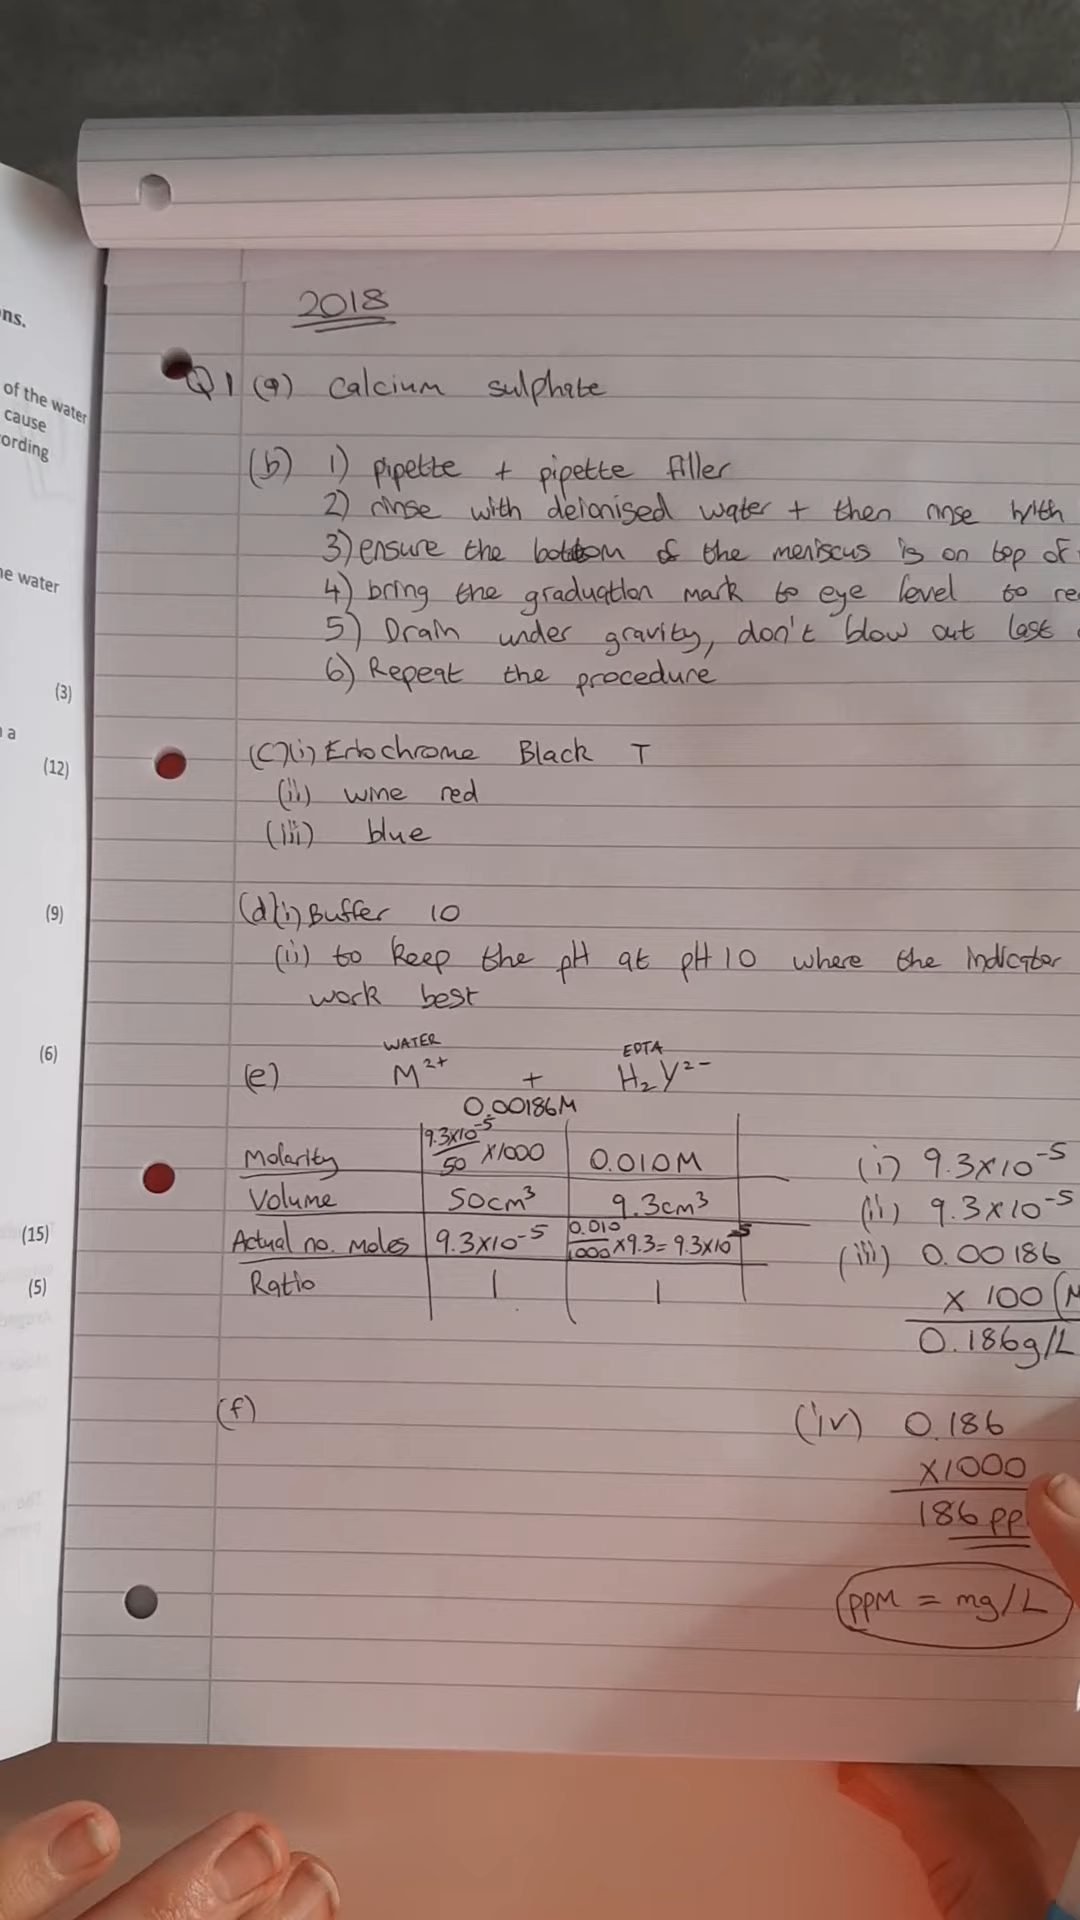 ns.
of the water
cause
ording
e water
(3)
a
(12)
(9)
(6)
(15)
(5)
2018
Q1 (a) Calcium sulphate
(b) 1) pipette + pipette filler
2) rinse with deionised water + then rinse with
3) ensure the bottom of the meniscus is on top of
4) bring the graduation mark to eye level to re
5) Drain under gravity, don't blow out last
6) Repeat the procedure
(c)(i) Eriochrome Black T
(ii) wine red
(iii) blue
(d)(i) Buffer 10
(ii) to keep the pH at pH 10 where the indicator
work best
WATER EDTA
(e) M²⁺ + H₂Y²⁻
0.00186M
Molarity 9.3x10⁻⁵/50 x1000 0.010M
Volume 50cm³ 9.3cm³
Actual no. moles 9.3x10⁻⁵ 0.010/1000 x9.3 = 9.3x10⁻⁵
Ratio 1 1
(i) 9.3x10⁻⁵
(ii) 9.3x10⁻⁵
(iii) 0.00186
x 100 (M
0.186g/L
(f)
(iv) 0.186
x1000
186 pp
ppm = mg/L